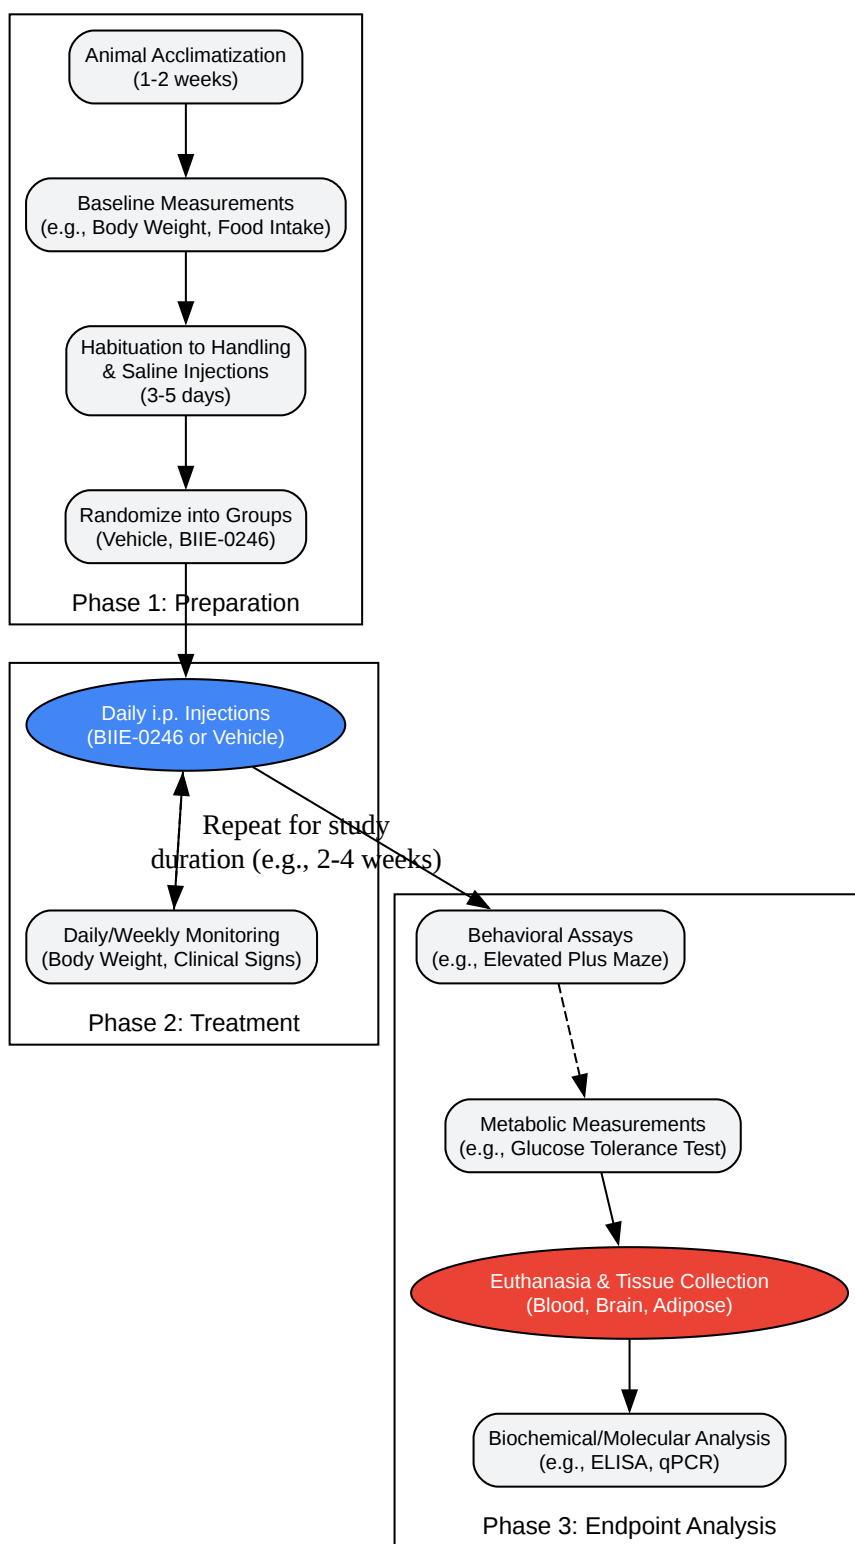 Animal Acclimatization
(1-2 weeks)
Baseline Measurements
(e.g., Body Weight, Food Intake)
Habituation to Handling
& Saline Injections
(3-5 days)
Randomize into Groups
(Vehicle, BIIE-0246)
Phase 1: Preparation
Daily i.p. Injections
(BIIE-0246 or Vehicle)
Repeat for study
duration (e.g., 2-4 weeks)
Daily/Weekly Monitoring
(Body Weight, Clinical Signs)
Phase 2: Treatment
Behavioral Assays
(e.g., Elevated Plus Maze)
Metabolic Measurements
(e.g., Glucose Tolerance Test)
Euthanasia & Tissue Collection
(Blood, Brain, Adipose)
Biochemical/Molecular Analysis
(e.g., ELISA, qPCR)
Phase 3: Endpoint Analysis